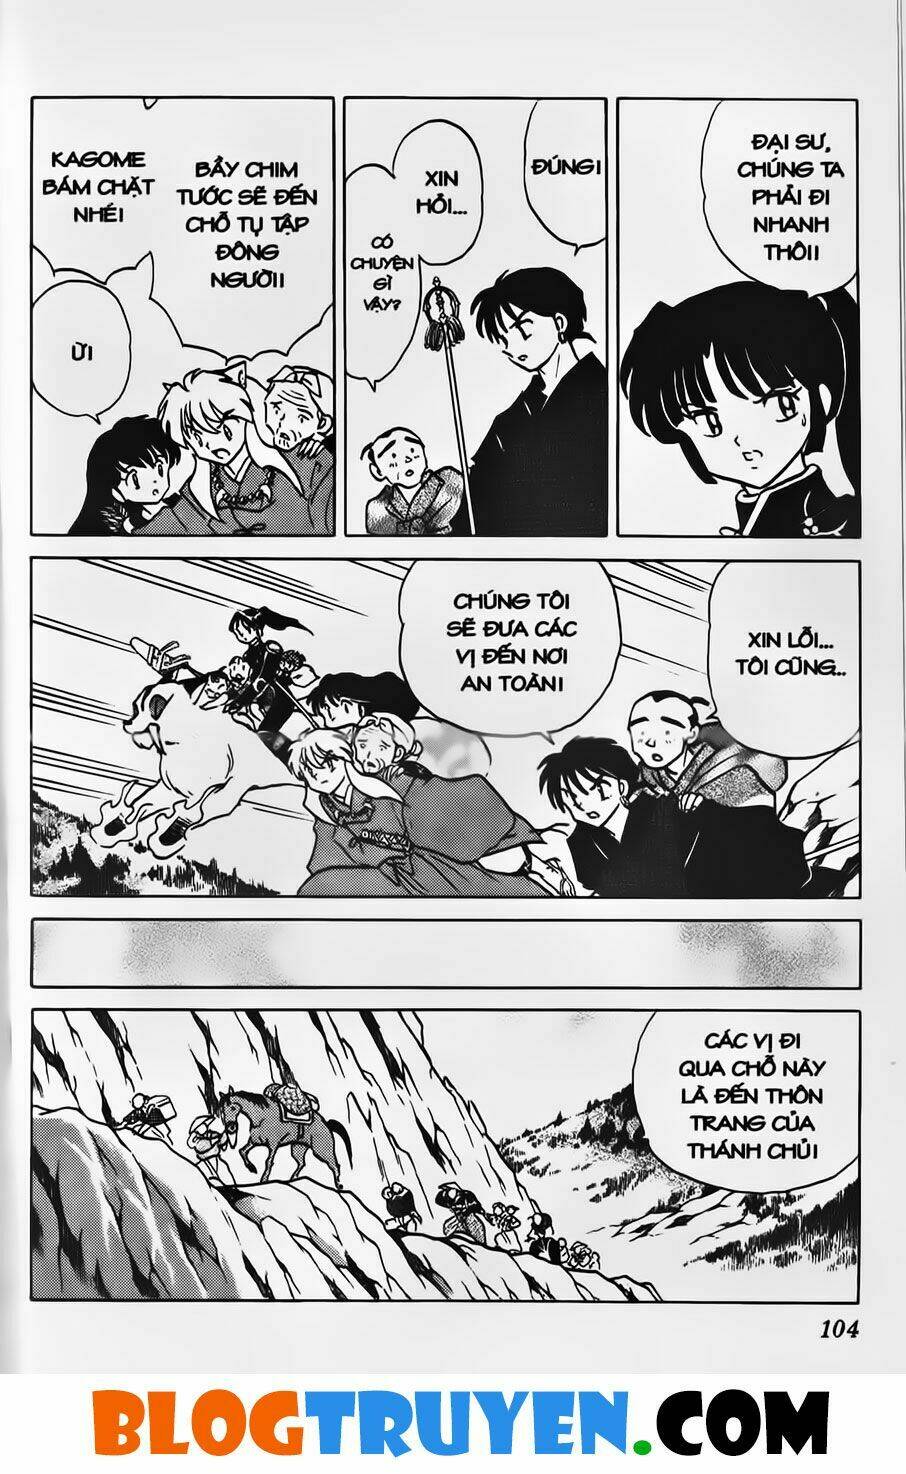 ĐẠI SƯ,
CHÚNG TA
PHẢI ĐI
NHANH
THÔI!
ĐÚNG!
XIN
HỎI...
CÓ
CHUYỆN
GÌ
VẬY?
BẦY CHIM
TƯỚC SẼ ĐẾN
CHỖ TỤ TẬP
ĐÔNG
NGƯỜI!
KAGOME
BÁM CHẶT
NHÉ!
Ừ!
XIN LỖI...
TÔI CŨNG...
CHÚNG TÔI
SẼ ĐƯA CÁC
VỊ ĐẾN NƠI
AN TOÀN!
CÁC VỊ ĐI
QUA CHỖ NÀY
LÀ ĐẾN THÔN
TRANG CỦA
THÁNH CHỦ!
104
BLOGTRUYEN.COM